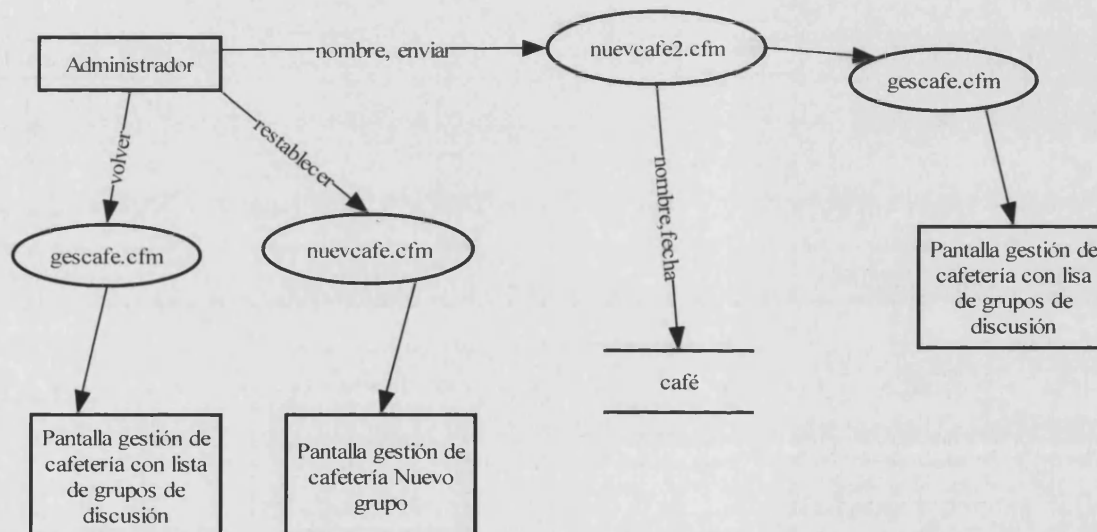 nombre, enviar
nuevcafe2.cfm
Administrador
gescafe.cfm
volver
restablecer
nombre,fecha
gescafe.cfm
nuevcafe.cfm
Pantalla gestión de
cafetería con lisa
de grupos de
discusión
café
Pantalla gestión de
cafetería con lista
de grupos de
discusión
Pantalla gestión de
cafetería Nuevo
grupo